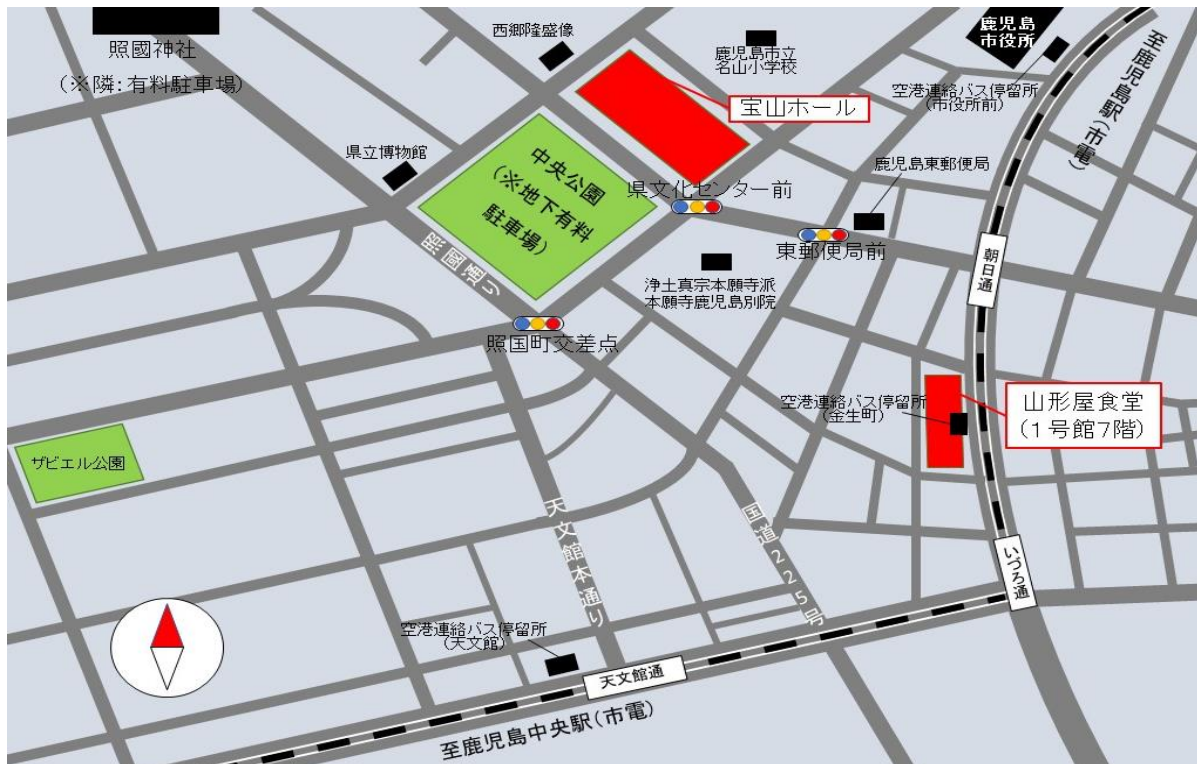 照國神社
(※隣:有料駐車場)
西郷隆盛像
鹿児島市立
名山小学校
鹿児島
市役所
空港連絡バス停留所
(市役所前)
至鹿児島駅(市電)
宝山ホール
県立博物館
中央公園
(※地下有料
駐車場)
県文化センター前
鹿児島東郵便局
東郵便局前
照國通り
浄土真宗本願寺派
本願寺鹿児島別院
朝日通
照国町交差点
空港連絡バス停留所
(金生町)
山形屋食堂
(1号館7階)
ザビエル公園
天文館本通り
国道225号
いづろ通
空港連絡バス停留所
(天文館)
天文館通
至鹿児島中央駅(市電)